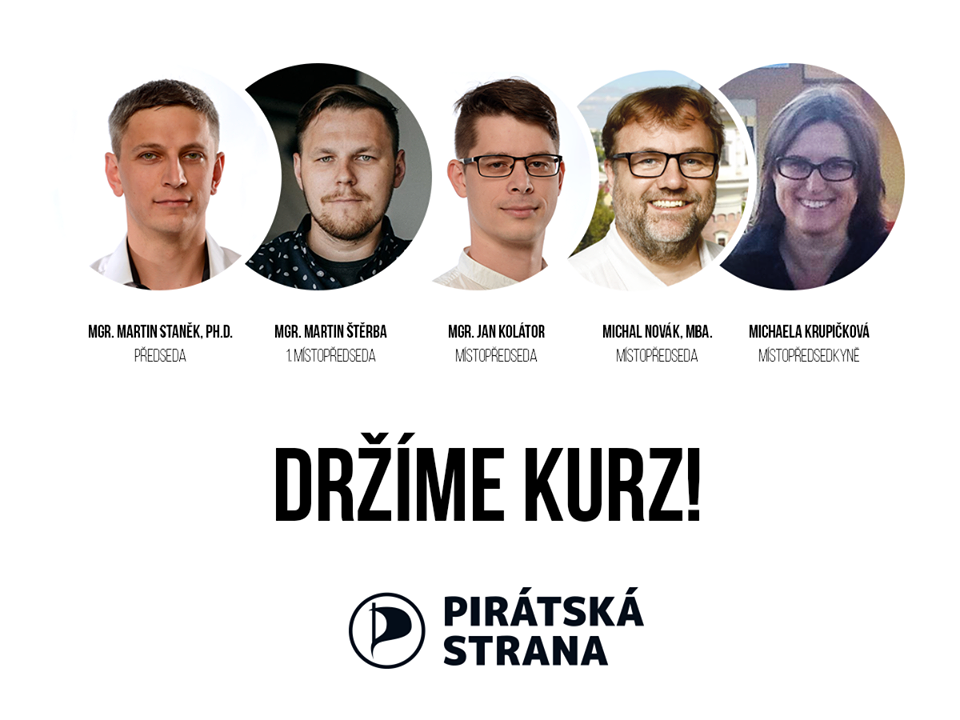 MGR. MARTIN STANĚK, PH.D.
PŘEDSEDA
MGR. MARTIN ŠTĚRBA
1. MÍSTOPŘEDSEDA
MGR. JAN KOLÁTOR
MÍSTOPŘEDSEDA
MICHAL NOVÁK, MBA.
MÍSTOPŘEDSEDA
MICHAELA KRUPIČKOVÁ
MÍSTOPŘEDSEDKYNĚ
DRŽÍME KURZ!
PIRÁTSKÁ
STRANA